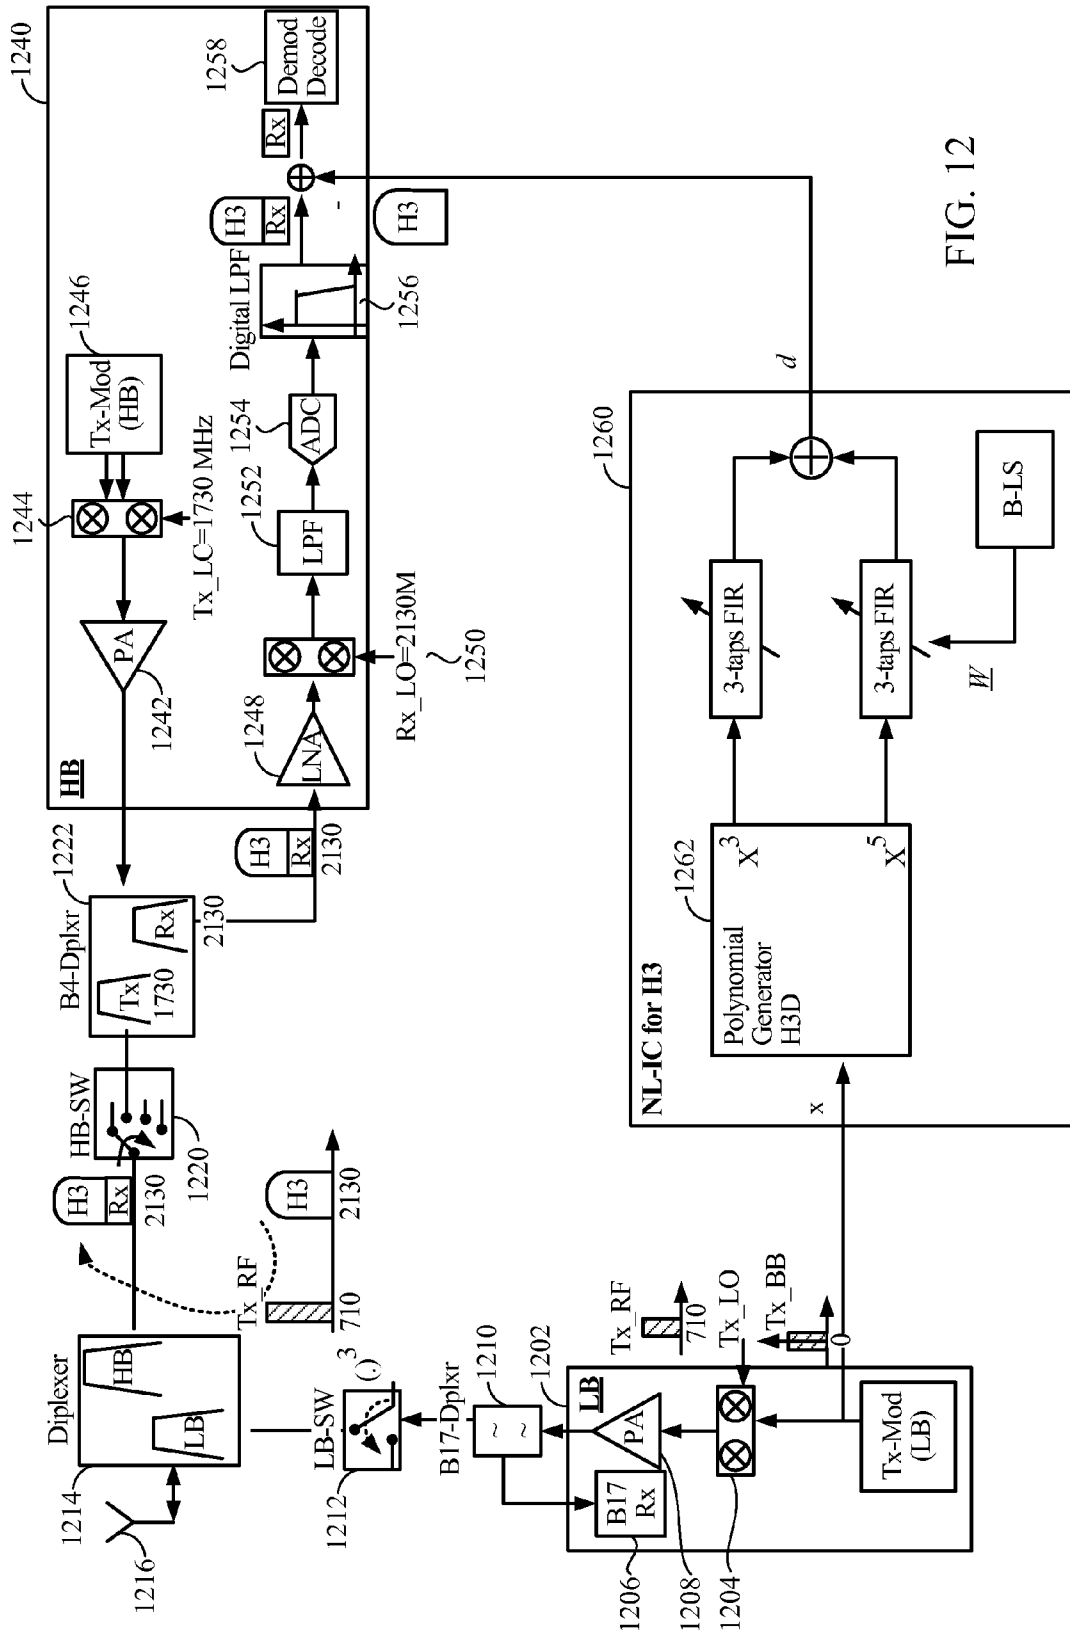 1240
1258
Demod
Decode
Rx
H3
Rx
H3
Digital LPF
1256
1246
Tx-Mod
(HB)
1254
ADC
1252
LPF
1244
Tx_LC=1730 MHz
Rx_LO=2130M
1250
PA
1242
1248
LNA
HB
H3
Rx
2130
1222
B4-Dplxr
Tx
1730
Rx
2130
HB-SW
1220
H3
Rx
2130
Diplexer
HB
LB
1214
1216
Tx_RF
H3
710
2130
LB-SW
(.)3
1212
B17-Dplxr
~
~
1210
1202
LB
PA
B17
Rx
1206
1208
1204
Tx_RF
710
Tx_LO
Tx_BB
0
Tx-Mod
(LB)
x
NL-IC for H3
1260
1262
Polynomial
Generator
H3D
X3
X5
3-taps FIR
3-taps FIR
W
B-LS
d
-
FIG. 12